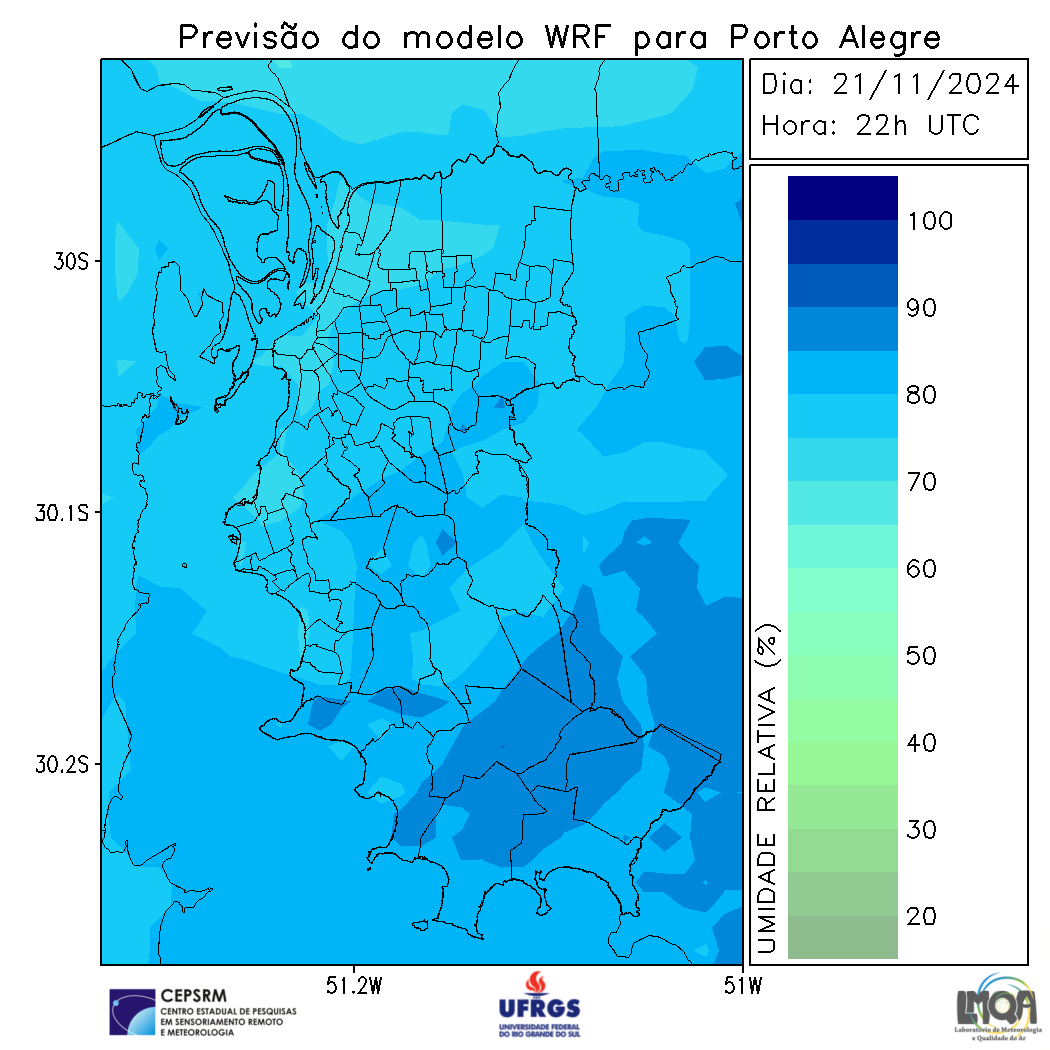 Previsão do modelo WRF para Porto Alegre
Dia: 21/11/2024
Hora: 22h UTC
100
90
80
70
60
50
40
30
20
UMIDADE RELATIVA (%)
30S
30.1S
30.2S
51.2W
51W
CEPSRM
CENTRO ESTADUAL DE PESQUISAS
EM SENSORIAMENTO REMOTO
E METEOROLOGIA
UFRGS
UNIVERSIDADE FEDERAL
DO RIO GRANDE DO SUL
LMQA
Laboratório de Meteorologia
e Qualidade do Ar